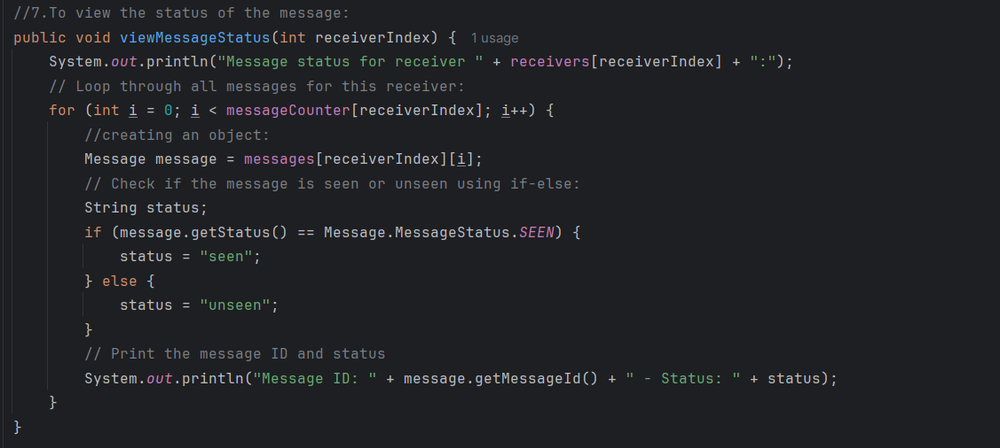 //7.To view the status of the message:
public void viewMessageStatus(int receiverIndex) { 1 usage
    System.out.println("Message status for receiver " + receivers[receiverIndex] + ":");
    // Loop through all messages for this receiver:
    for (int i = 0; i < messageCounter[receiverIndex]; i++) {
        //creating an object:
        Message message = messages[receiverIndex][i];
        // Check if the message is seen or unseen using if-else:
        String status;
        if (message.getStatus() == Message.MessageStatus.SEEN) {
            status = "seen";
        } else {
            status = "unseen";
        }
        // Print the message ID and status
        System.out.println("Message ID: " + message.getMessageId() + " - Status: " + status);
    }
}